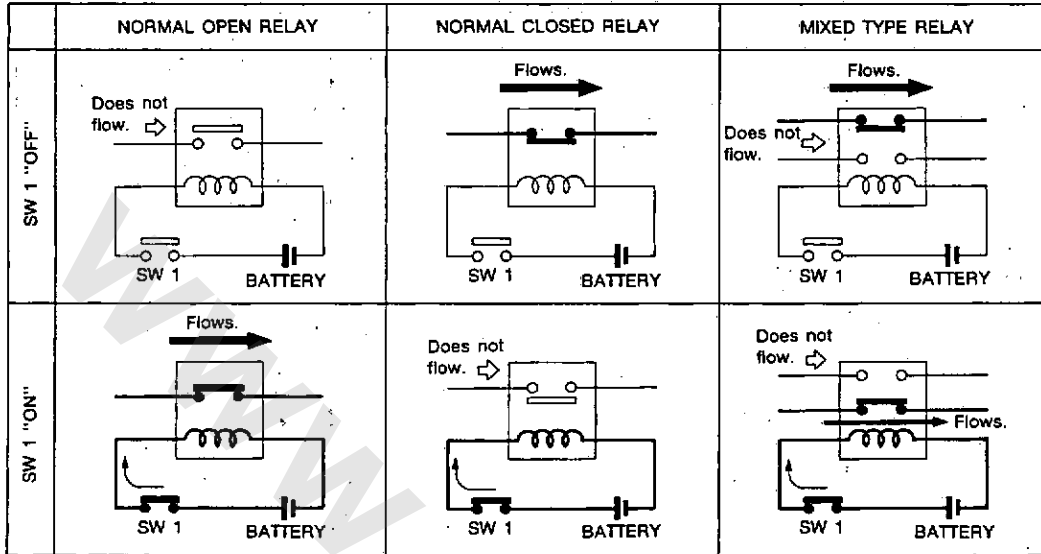 NORMAL OPEN RELAY
NORMAL CLOSED RELAY
MIXED TYPE RELAY
SW 1 "OFF"
Does not
flow.
SW 1
BATTERY
Flows.
SW 1
BATTERY
Flows.
Does not
flow.
SW 1
BATTERY
SW 1 "ON"
Flows.
SW 1
BATTERY
Does not
flow.
SW 1
BATTERY
Does not
flow.
Flows.
SW 1
BATTERY
www